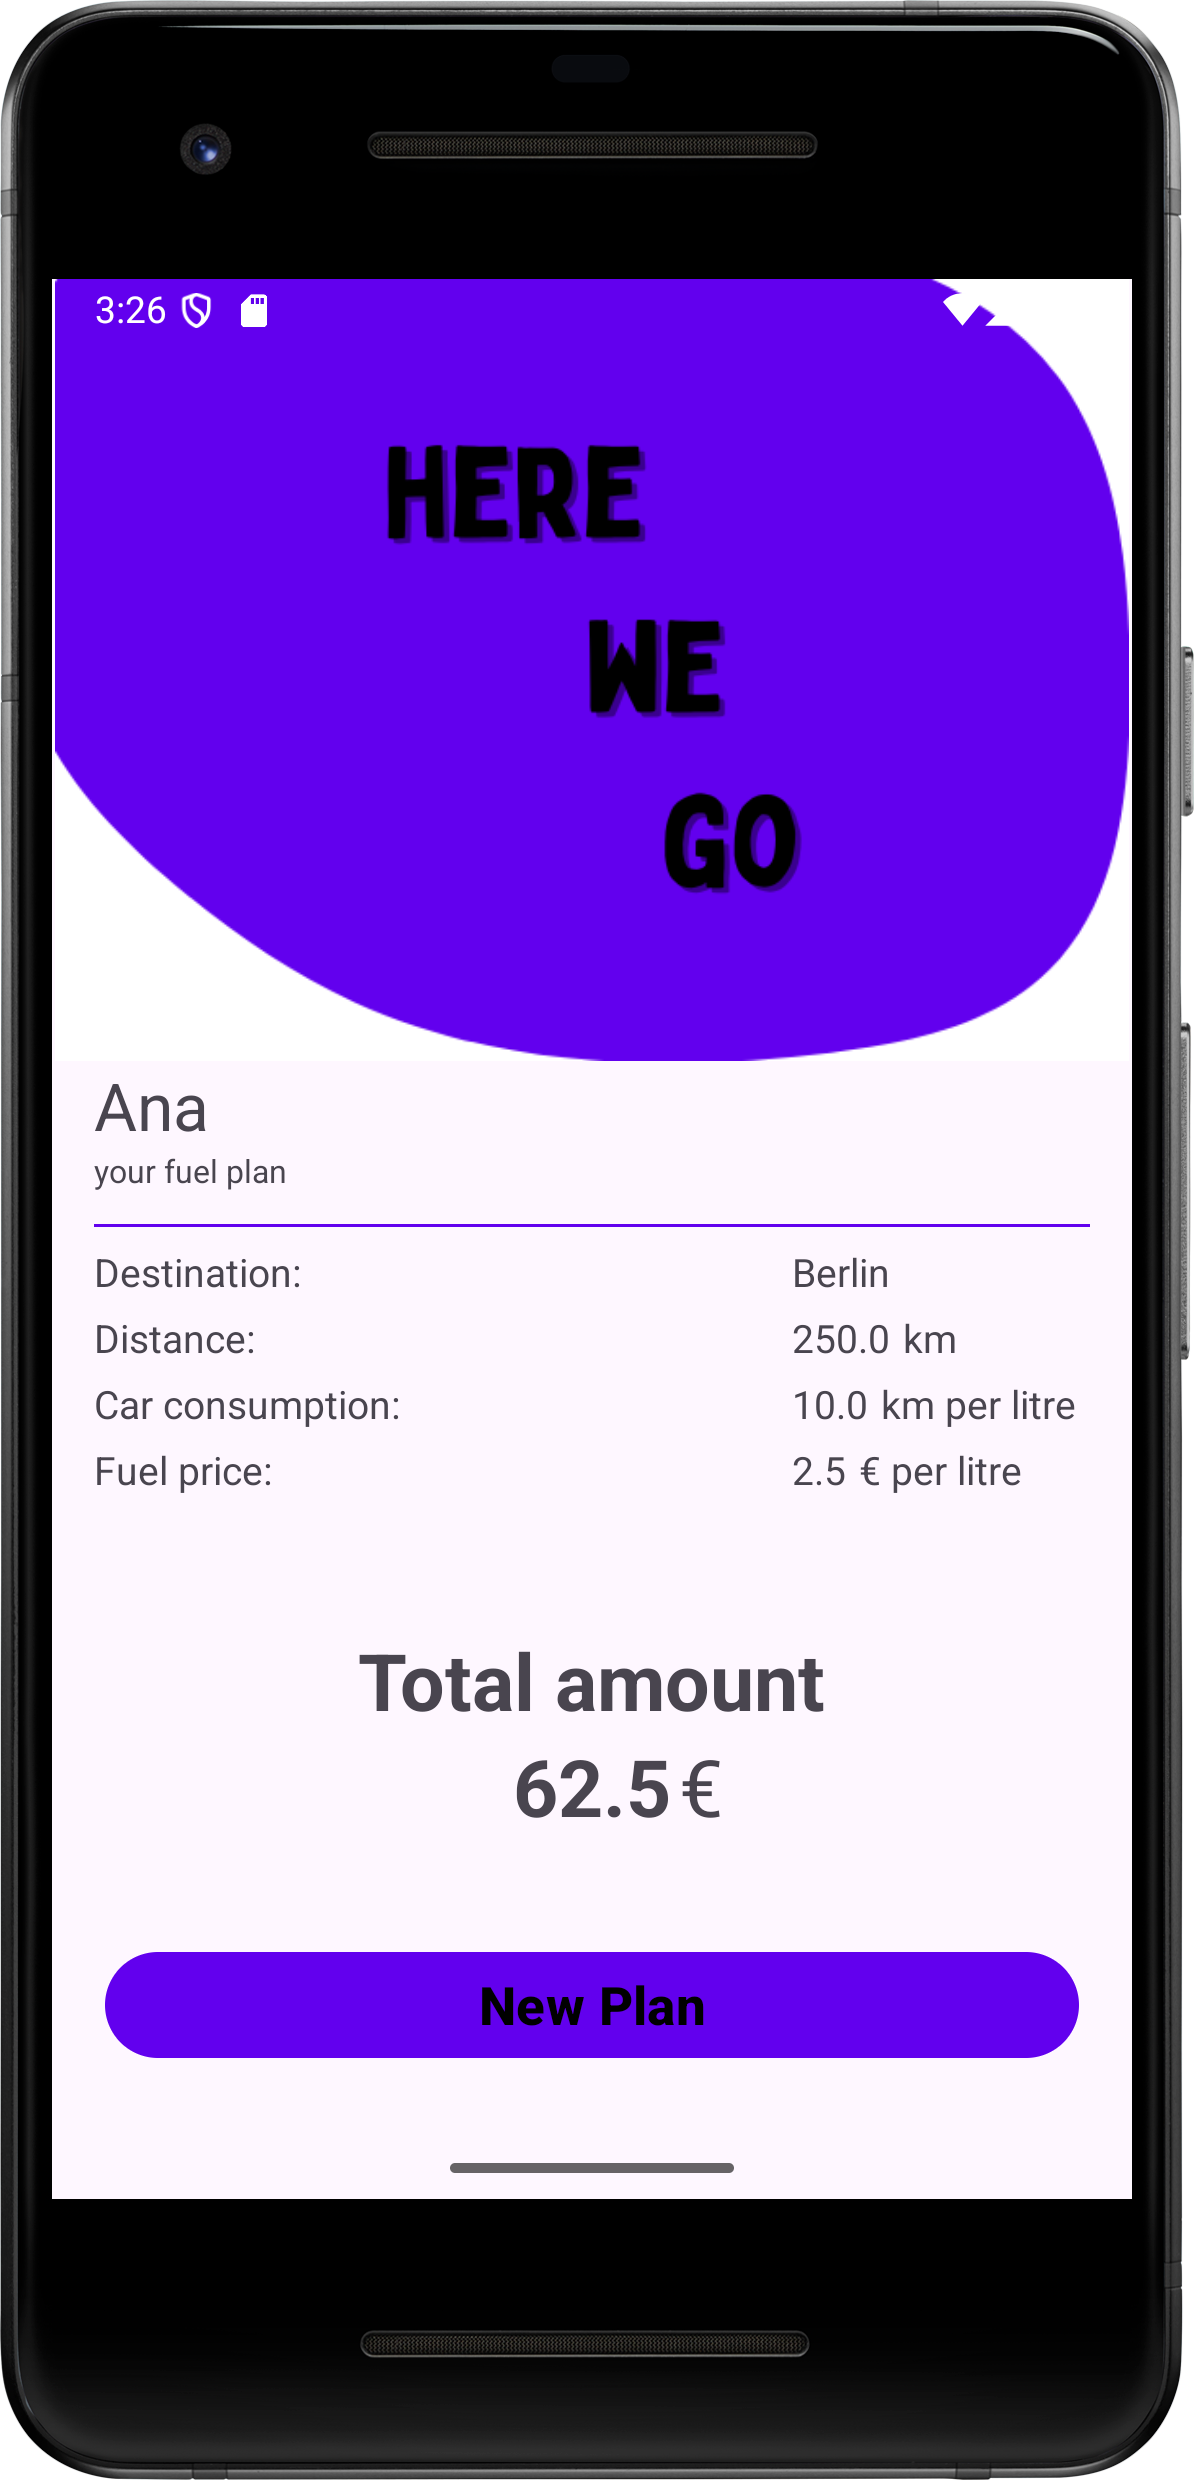 3:26
HERE
WE
GO
Ana
your fuel plan
Destination: Berlin
Distance: 250.0 km
Car consumption: 10.0 km per litre
Fuel price: 2.5 € per litre
Total amount
62.5 €
New Plan